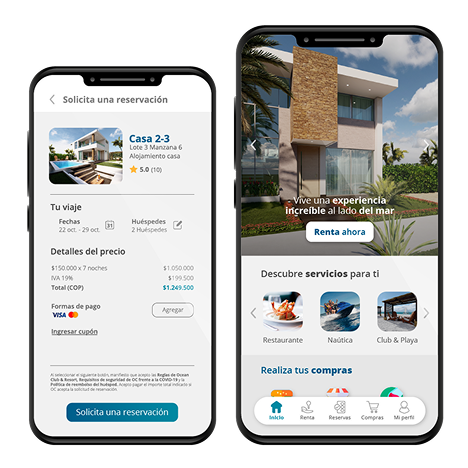 Solicita una reservación
Casa 2-3
Lote 3 Manzana 6
Alojamiento casa
5.0 (10)
Tu viaje
Fechas
22 oct. - 29 oct.
31
Huéspedes
2 Huéspedes
Detalles del precio
$150.000 x 7 noches $1.050.000
IVA 19% $199.500
Total (COP) $1.249.500
Formas de pago
VISA
Agregar
Ingresar cupón
Al seleccionar el siguiente botón, manifiesto que acepto las Reglas de Ocean
Club & Resort, Requisitos de seguridad de OC frente a la COVID-19 y la
Política de reembolso del huésped. Acepto pagar el importe total indicado si
OC acepta la solicitud de reservación
Solicita una reservación
- Vive una experiencia
increíble al lado del mar
Renta ahora
Descubre servicios para ti
Restaurante
Naútica
Club & Playa
Realiza tus compras
Inicio
Renta
Reservas
Compras
Mi perfil